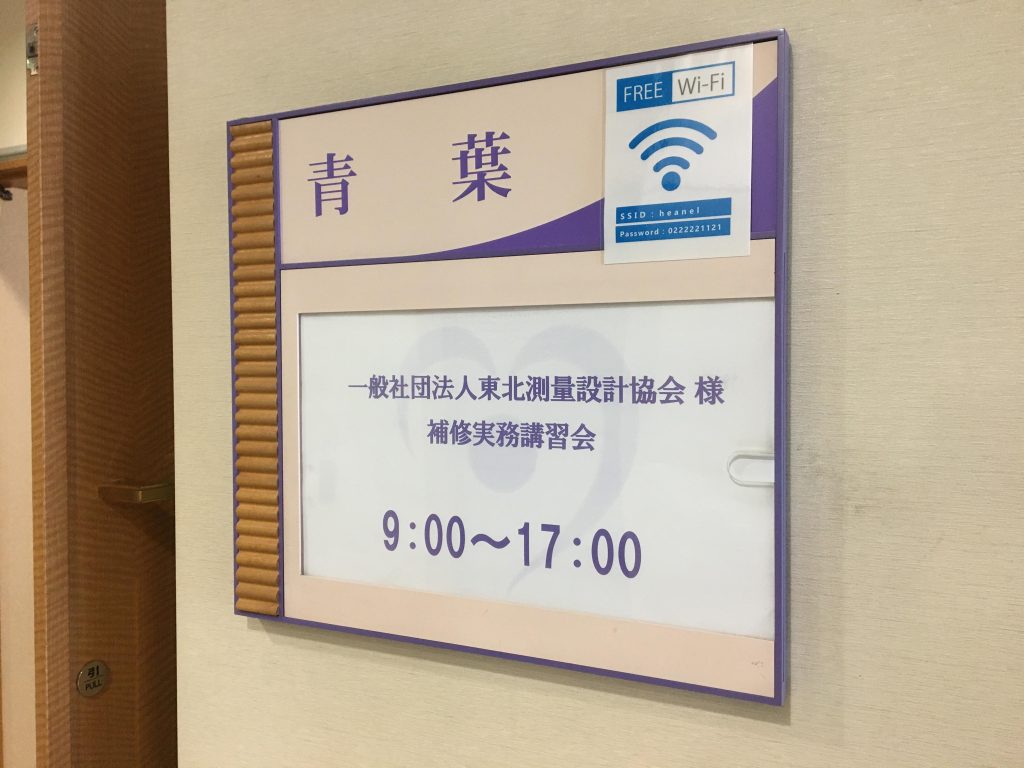 青 葉
FREE Wi-Fi
SSID : heanel
Password : 0222221121
一般社団法人東北測量設計協会 様
補修実務講習会
9:00～17:00
引
PULL